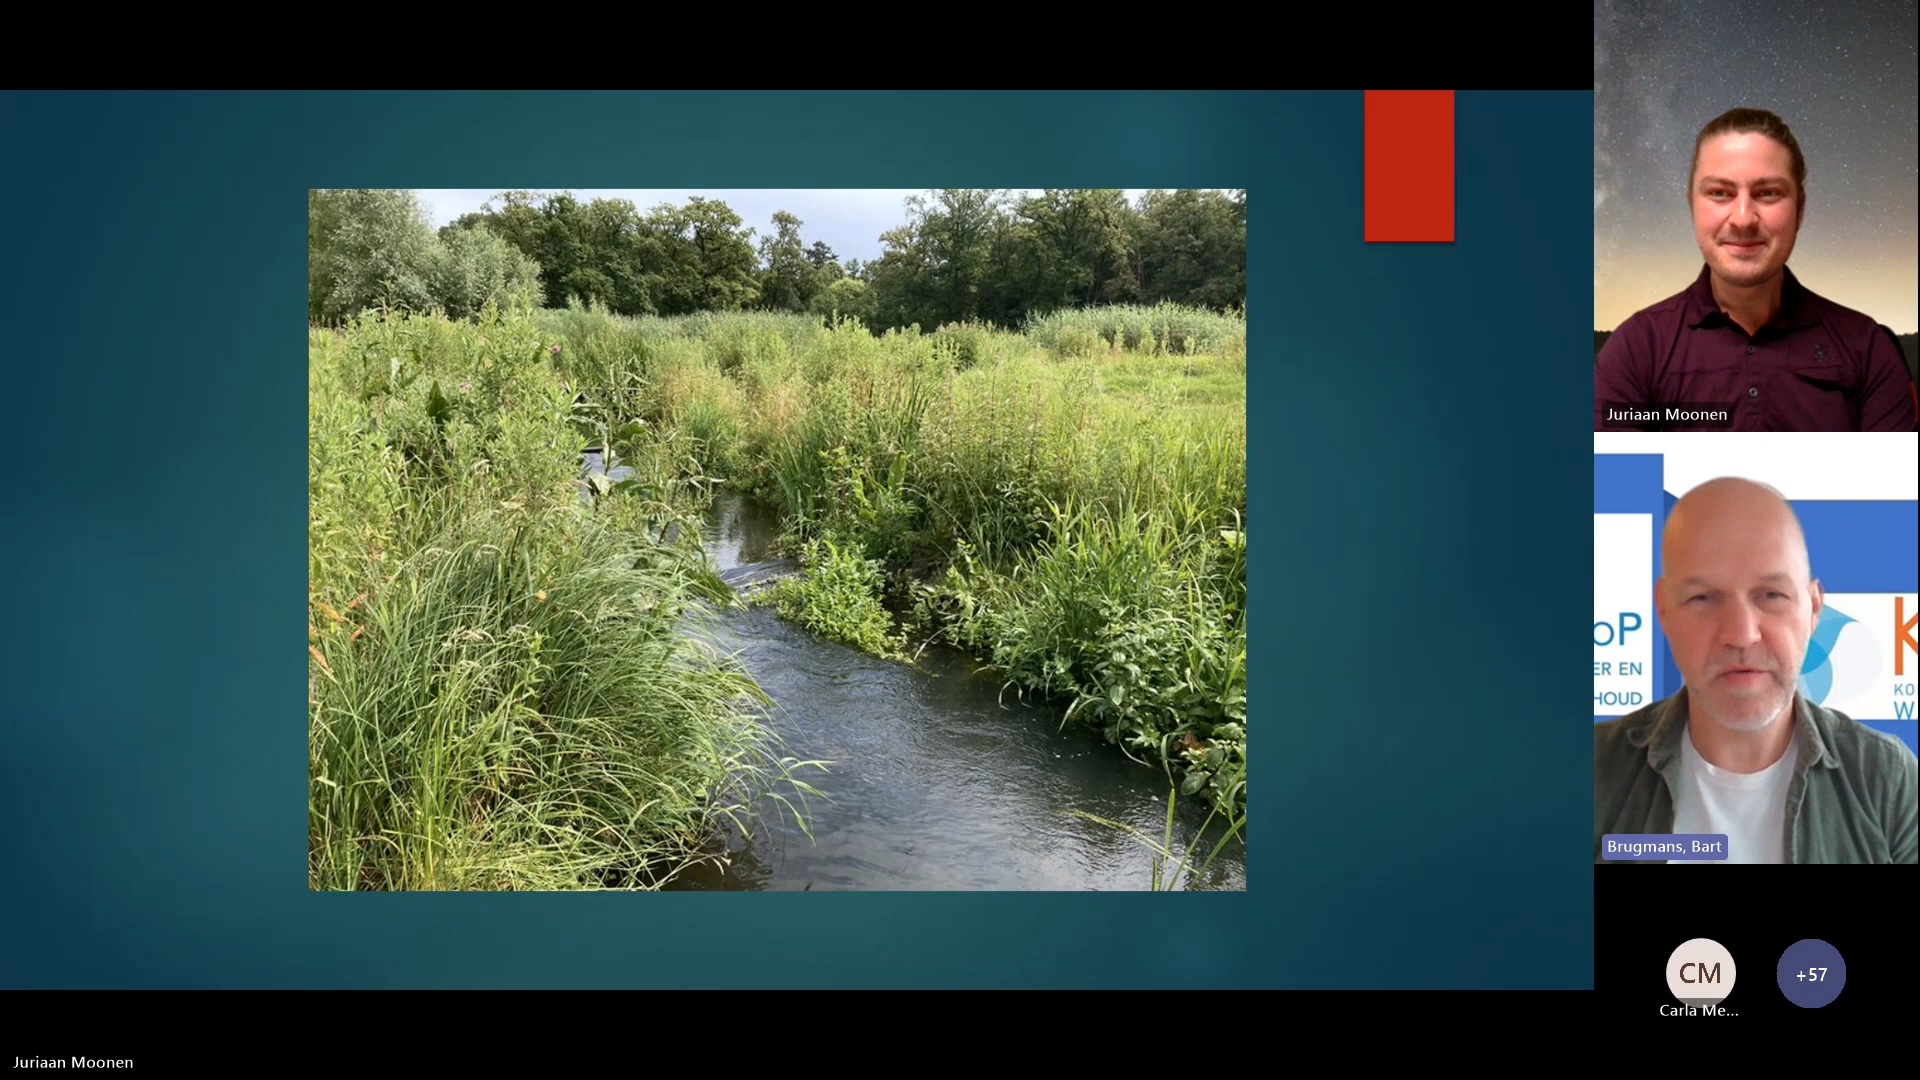 Juriaan Moonen
oP
ER EN
HOUD
K
KO
W
Brugmans, Bart
CM
+57
Carla Me...
Juriaan Moonen